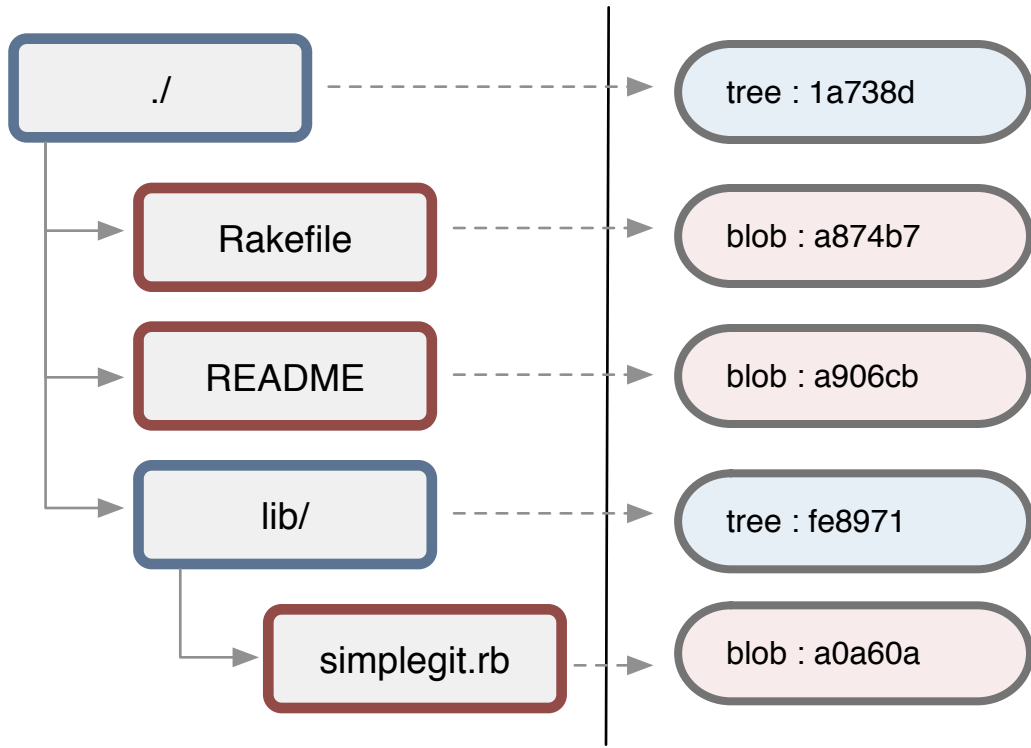 ./
tree : 1a738d
Rakefile
blob : a874b7
README
blob : a906cb
lib/
tree : fe8971
simplegit.rb
blob : a0a60a